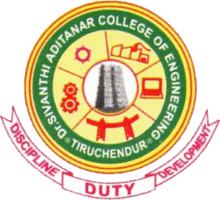 Dr.SIVANTHI ADITANAR COLLEGE OF ENGINEERING
TIRUCHENDUR
DISCIPLINE
DUTY
DEVELOPMENT